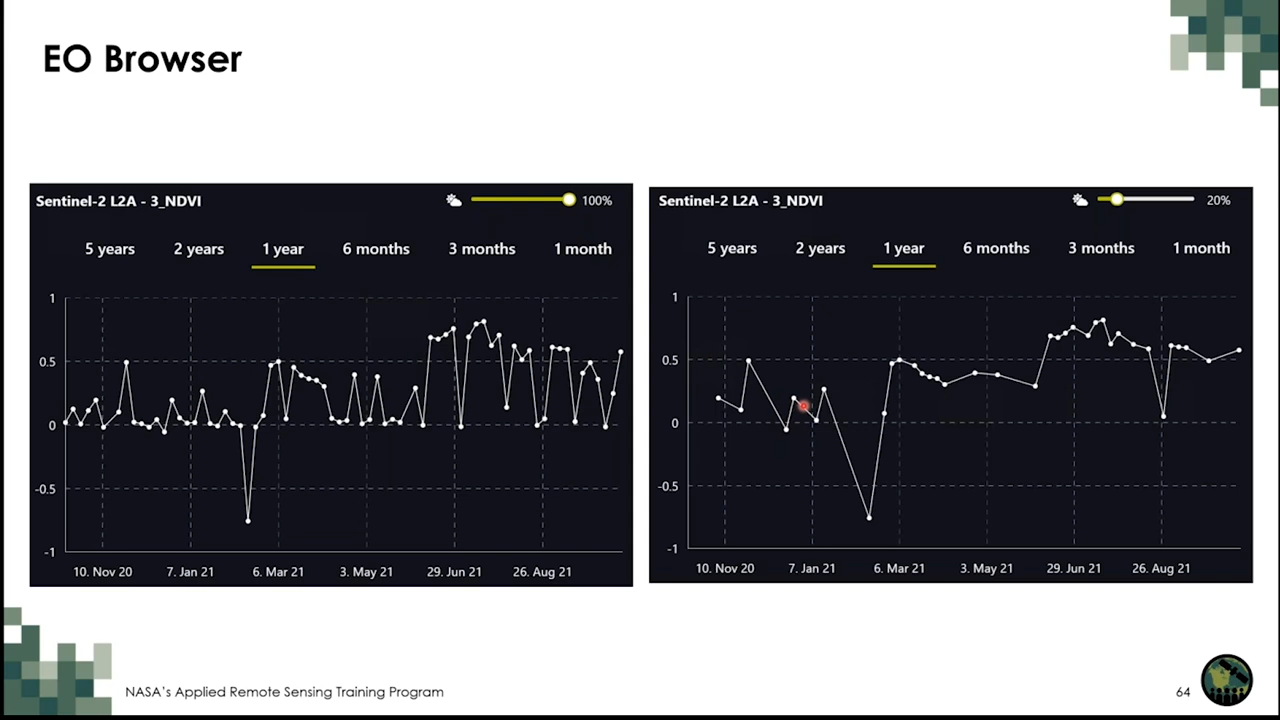 EO Browser
Sentinel-2 L2A - 3_NDVI
100%
5 years 2 years 1 year 6 months 3 months 1 month
1
0.5
0
-0.5
-1
10. Nov 20 7. Jan 21 6. Mar 21 3. May 21 29. Jun 21 26. Aug 21
Sentinel-2 L2A - 3_NDVI
20%
5 years 2 years 1 year 6 months 3 months 1 month
1
0.5
0
-0.5
-1
10. Nov 20 7. Jan 21 6. Mar 21 3. May 21 29. Jun 21 26. Aug 21
NASA's Applied Remote Sensing Training Program
64